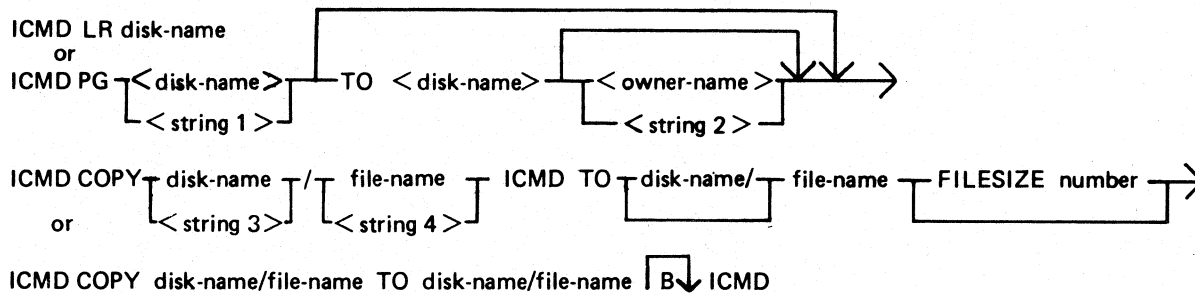 ICMD LR disk-name
or
ICMD PG <disk-name> TO <disk-name> <owner-name>
<string 1> <string 2>
ICMD COPY disk-name / file-name ICMD TO disk-name/ file-name FILESIZE number
or <string 3> <string 4>
ICMD COPY disk-name/file-name TO disk-name/file-name B ICMD